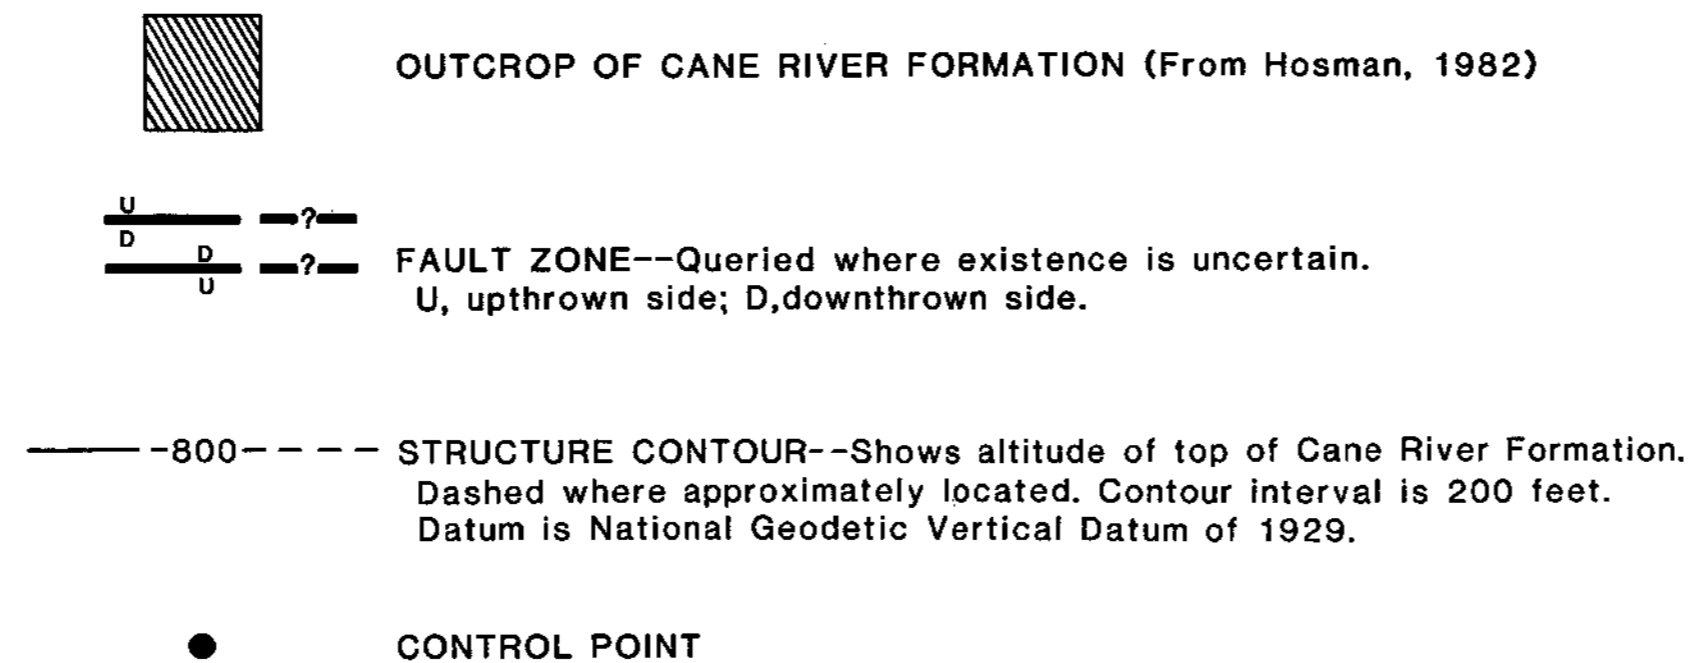 OUTCROP OF CANE RIVER FORMATION (From Hosman, 1982)
U
D
?
D
U
?
FAULT ZONE--Queried where existence is uncertain.
U, upthrown side; D,downthrown side.
-800- STRUCTURE CONTOUR--Shows altitude of top of Cane River Formation.
Dashed where approximately located. Contour interval is 200 feet.
Datum is National Geodetic Vertical Datum of 1929.
CONTROL POINT